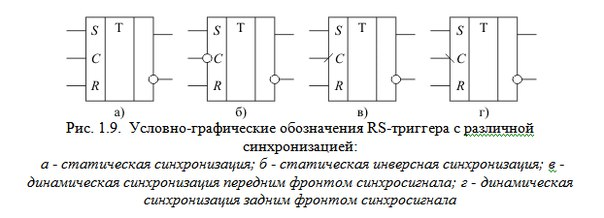 S T S T S T S T
C C C C
R R R R
а) б) в) г)
Рис. 1.9. Условно-графические обозначения RS-триггера с различной
синхронизацией:
а - статическая синхронизация; б - статическая инверсная синхронизация; в -
динамическая синхронизация передним фронтом синхросигнала; г - динамическая
синхронизация задним фронтом синхросигнала